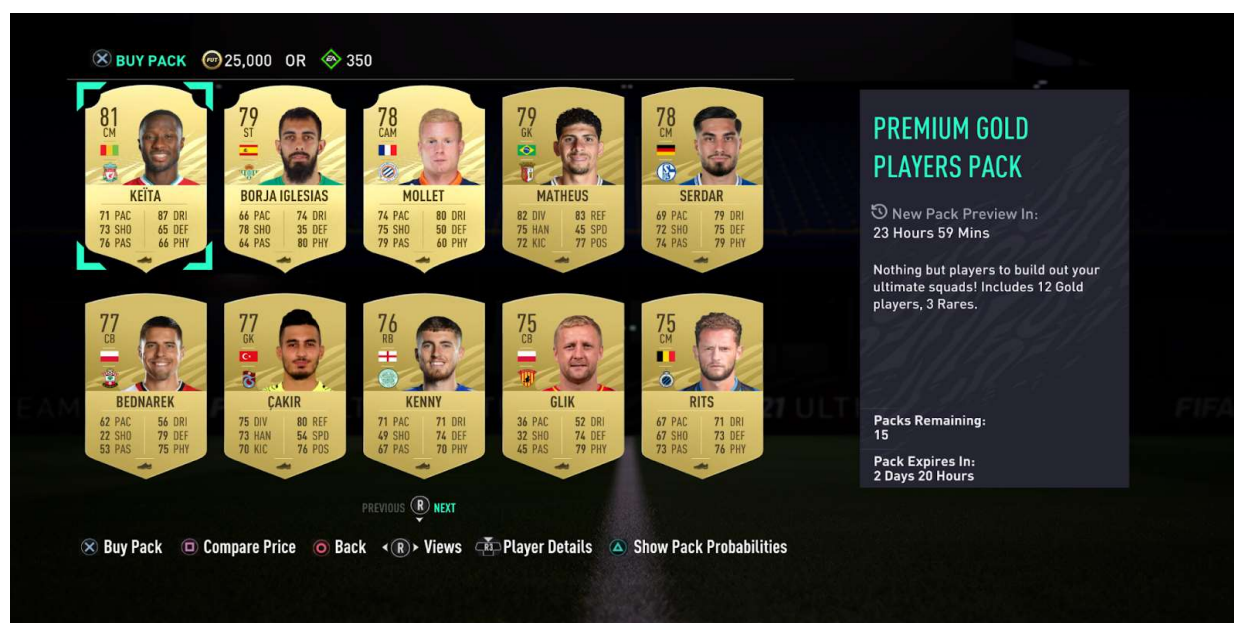 BUY PACK 25,000 OR 350
81
CM
KEÏTA
71 PAC 87 DRI
73 SHO 65 DEF
76 PAS 66 PHY
79
ST
BORJA IGLESIAS
66 PAC 74 DRI
78 SHO 35 DEF
64 PAS 80 PHY
78
CAM
MOLLET
74 PAC 80 DRI
75 SHO 50 DEF
79 PAS 60 PHY
79
GK
MATHEUS
82 DIV 83 REF
75 HAN 45 SPD
72 KIC 77 POS
78
CM
SERDAR
69 PAC 79 DRI
72 SHO 75 DEF
74 PAS 79 PHY
77
CB
BEDNAREK
62 PAC 56 DRI
22 SHO 79 DEF
53 PAS 75 PHY
77
GK
ÇAKIR
75 DIV 80 REF
73 HAN 54 SPD
70 KIC 76 POS
76
RB
KENNY
71 PAC 71 DRI
49 SHO 74 DEF
67 PAS 70 PHY
75
CB
GLIK
36 PAC 52 DRI
32 SHO 74 DEF
45 PAS 79 PHY
75
CM
RITS
67 PAC 71 DRI
67 SHO 73 DEF
73 PAS 76 PHY
PREMIUM GOLD
PLAYERS PACK
New Pack Preview In:
23 Hours 59 Mins
Nothing but players to build out your
ultimate squads! Includes 12 Gold
players, 3 Rares.
Packs Remaining:
15
Pack Expires In:
2 Days 20 Hours
PREVIOUS R NEXT
Buy Pack Compare Price Back R Views R3 Player Details Show Pack Probabilities